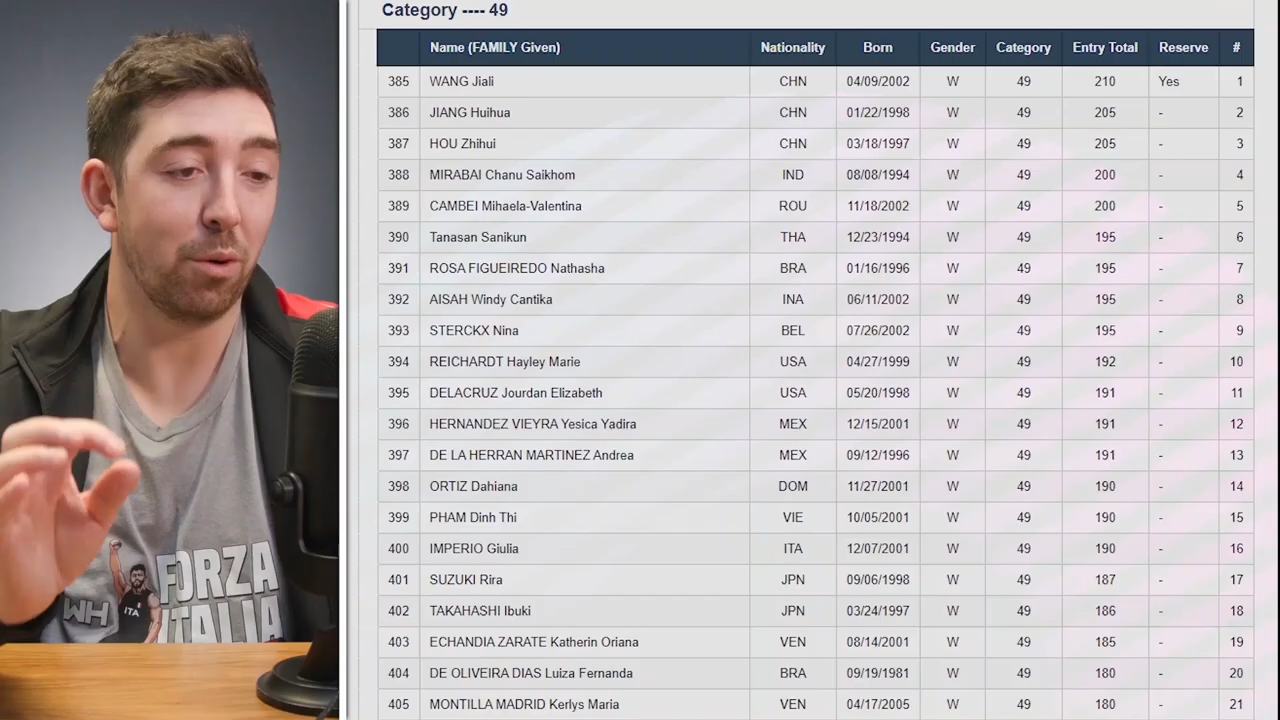 Category ---- 49
Name (FAMILY Given) Nationality Born Gender Category Entry Total Reserve #
385 WANG Jiali CHN 04/09/2002 W 49 210 Yes 1
386 JIANG Huihua CHN 01/22/1998 W 49 205 - 2
387 HOU Zhihui CHN 03/18/1997 W 49 205 - 3
388 MIRABAI Chanu Saikhom IND 08/08/1994 W 49 200 - 4
389 CAMBEI Mihaela-Valentina ROU 11/18/2002 W 49 200 - 5
390 Tanasan Sanikun THA 12/23/1994 W 49 195 - 6
391 ROSA FIGUEIREDO Nathasha BRA 01/16/1996 W 49 195 - 7
392 AISAH Windy Cantika INA 06/11/2002 W 49 195 - 8
393 STERCKX Nina BEL 07/26/2002 W 49 195 - 9
394 REICHARDT Hayley Marie USA 04/27/1999 W 49 192 - 10
395 DELACRUZ Jourdan Elizabeth USA 05/20/1998 W 49 191 - 11
396 HERNANDEZ VIEYRA Yesica Yadira MEX 12/15/2001 W 49 191 - 12
397 DE LA HERRAN MARTINEZ Andrea MEX 09/12/1996 W 49 191 - 13
398 ORTIZ Dahiana DOM 11/27/2001 W 49 190 - 14
399 PHAM Dinh Thi VIE 10/05/2001 W 49 190 - 15
400 IMPERIO Giulia ITA 12/07/2001 W 49 190 - 16
401 SUZUKI Rira JPN 09/06/1998 W 49 187 - 17
402 TAKAHASHI Ibuki JPN 03/24/1997 W 49 186 - 18
403 ECHANDIA ZARATE Katherin Oriana VEN 08/14/2001 W 49 185 - 19
404 DE OLIVEIRA DIAS Luiza Fernanda BRA 09/19/1981 W 49 180 - 20
405 MONTILLA MADRID Kerlys Maria VEN 04/17/2005 W 49 180 - 21
FORZA
ITALIA
WH
ITA